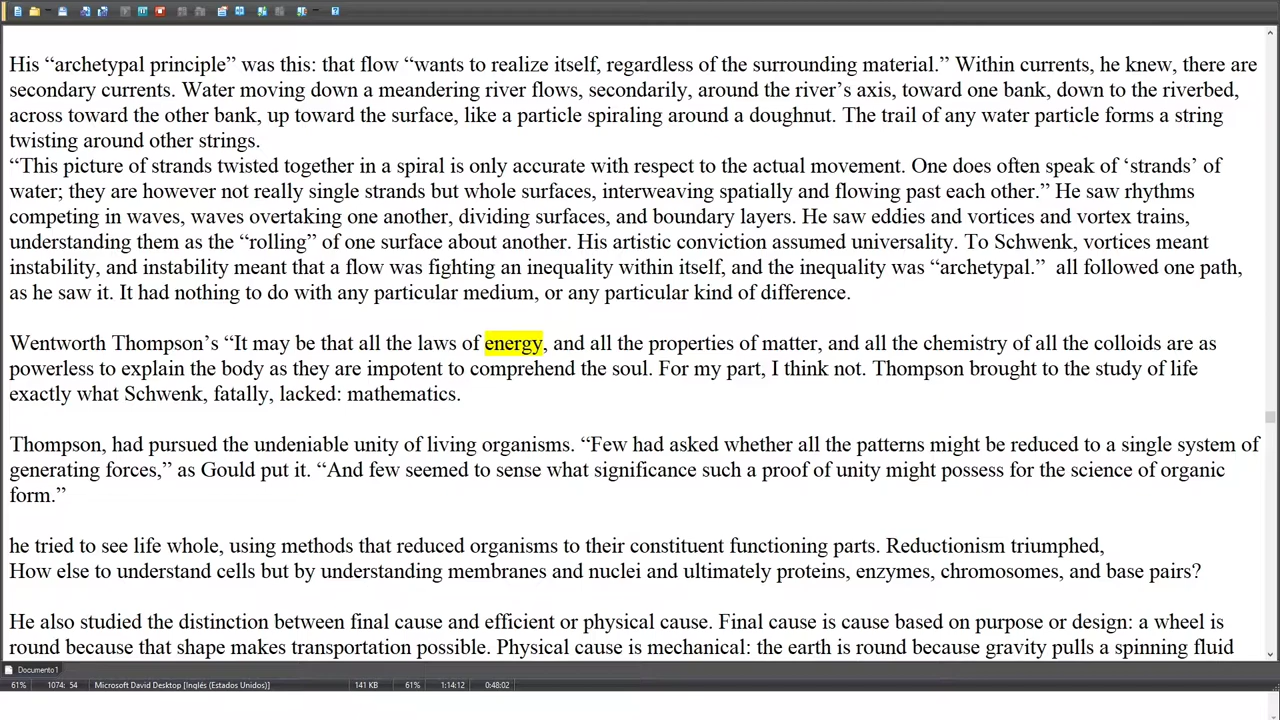 His “archetypal principle” was this: that flow “wants to realize itself, regardless of the surrounding material.” Within currents, he knew, there are
secondary currents. Water moving down a meandering river flows, secondarily, around the river’s axis, toward one bank, down to the riverbed,
across toward the other bank, up toward the surface, like a particle spiraling around a doughnut. The trail of any water particle forms a string
twisting around other strings.
“This picture of strands twisted together in a spiral is only accurate with respect to the actual movement. One does often speak of ‘strands’ of
water; they are however not really single strands but whole surfaces, interweaving spatially and flowing past each other.” He saw rhythms
competing in waves, waves overtaking one another, dividing surfaces, and boundary layers. He saw eddies and vortices and vortex trains,
understanding them as the “rolling” of one surface about another. His artistic conviction assumed universality. To Schwenk, vortices meant
instability, and instability meant that a flow was fighting an inequality within itself, and the inequality was “archetypal.”  all followed one path,
as he saw it. It had nothing to do with any particular medium, or any particular kind of difference.
Wentworth Thompson’s “It may be that all the laws of energy, and all the properties of matter, and all the chemistry of all the colloids are as
powerless to explain the body as they are impotent to comprehend the soul. For my part, I think not. Thompson brought to the study of life
exactly what Schwenk, fatally, lacked: mathematics.
Thompson, had pursued the undeniable unity of living organisms. “Few had asked whether all the patterns might be reduced to a single system of
generating forces,” as Gould put it. “And few seemed to sense what significance such a proof of unity might possess for the science of organic
form.”
he tried to see life whole, using methods that reduced organisms to their constituent functioning parts. Reductionism triumphed,
How else to understand cells but by understanding membranes and nuclei and ultimately proteins, enzymes, chromosomes, and base pairs?
He also studied the distinction between final cause and efficient or physical cause. Final cause is cause based on purpose or design: a wheel is
round because that shape makes transportation possible. Physical cause is mechanical: the earth is round because gravity pulls a spinning fluid
Documento1
61% 1074: 54 Microsoft David Desktop [Inglés (Estados Unidos)] 141 KB 61% 1:14:12 0:48:02